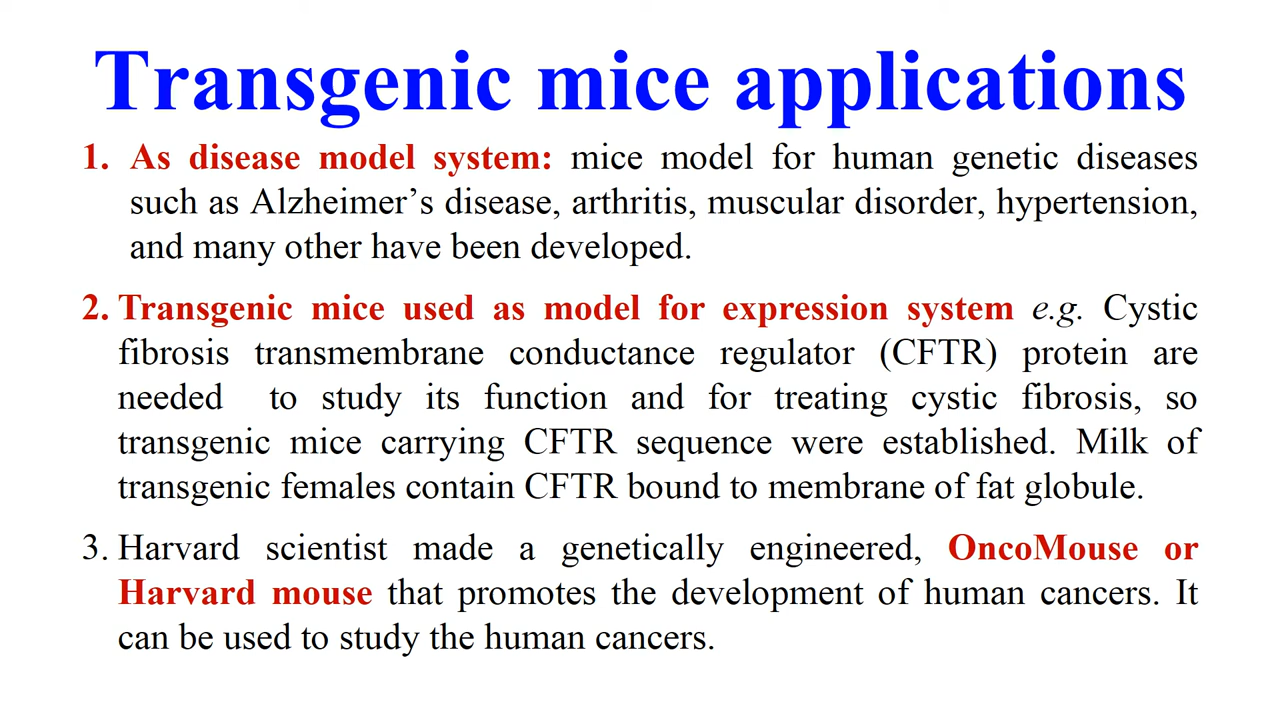 Transgenic mice applications
1. As disease model system: mice model for human genetic diseases
such as Alzheimer’s disease, arthritis, muscular disorder, hypertension,
and many other have been developed.
2. Transgenic mice used as model for expression system e.g. Cystic
fibrosis transmembrane conductance regulator (CFTR) protein are
needed to study its function and for treating cystic fibrosis, so
transgenic mice carrying CFTR sequence were established. Milk of
transgenic females contain CFTR bound to membrane of fat globule.
3. Harvard scientist made a genetically engineered, OncoMouse or
Harvard mouse that promotes the development of human cancers. It
can be used to study the human cancers.